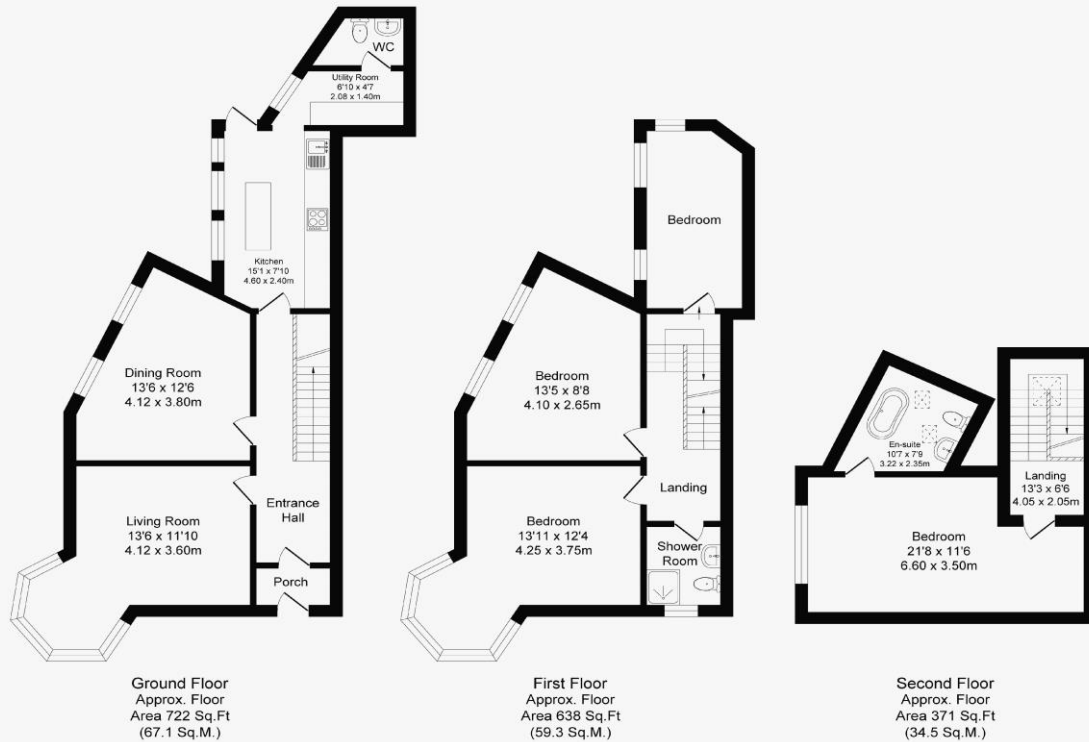 WC
Utility Room
6'10 x 4'7
2.08 x 1.40m
Kitchen
15'1 x 7'10
4.60 x 2.40m
Dining Room
13'6 x 12'6
4.12 x 3.80m
Living Room
13'6 x 11'10
4.12 x 3.60m
Entrance
Hall
Porch
Ground Floor
Approx. Floor
Area 722 Sq.Ft
(67.1 Sq.M.)
Bedroom
Bedroom
13'5 x 8'8
4.10 x 2.65m
Landing
Bedroom
13'11 x 12'4
4.25 x 3.75m
Shower
Room
First Floor
Approx. Floor
Area 638 Sq.Ft
(59.3 Sq.M.)
En-suite
10'7 x 7'9
3.22 x 2.35m
Landing
13'3 x 6'6
4.05 x 2.05m
Bedroom
21'8 x 11'6
6.60 x 3.50m
Second Floor
Approx. Floor
Area 371 Sq.Ft
(34.5 Sq.M.)